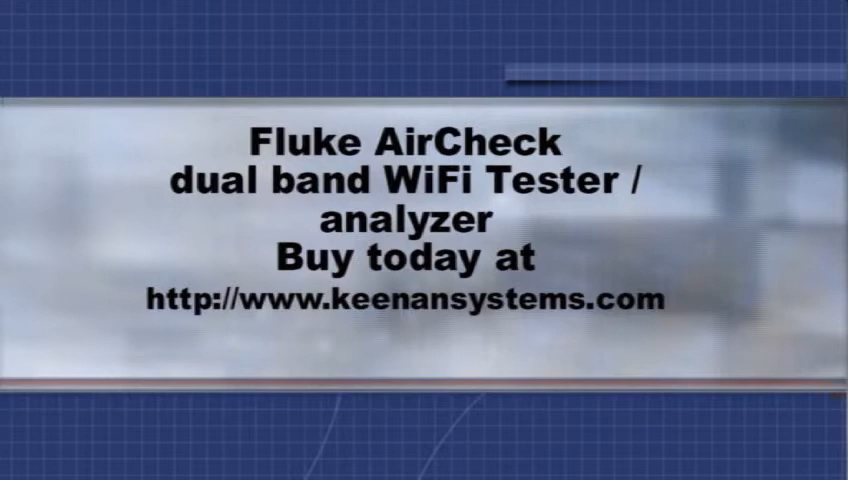 Fluke AirCheck
dual band WiFi Tester /
analyzer
Buy today at
http://www.keenansystems.com